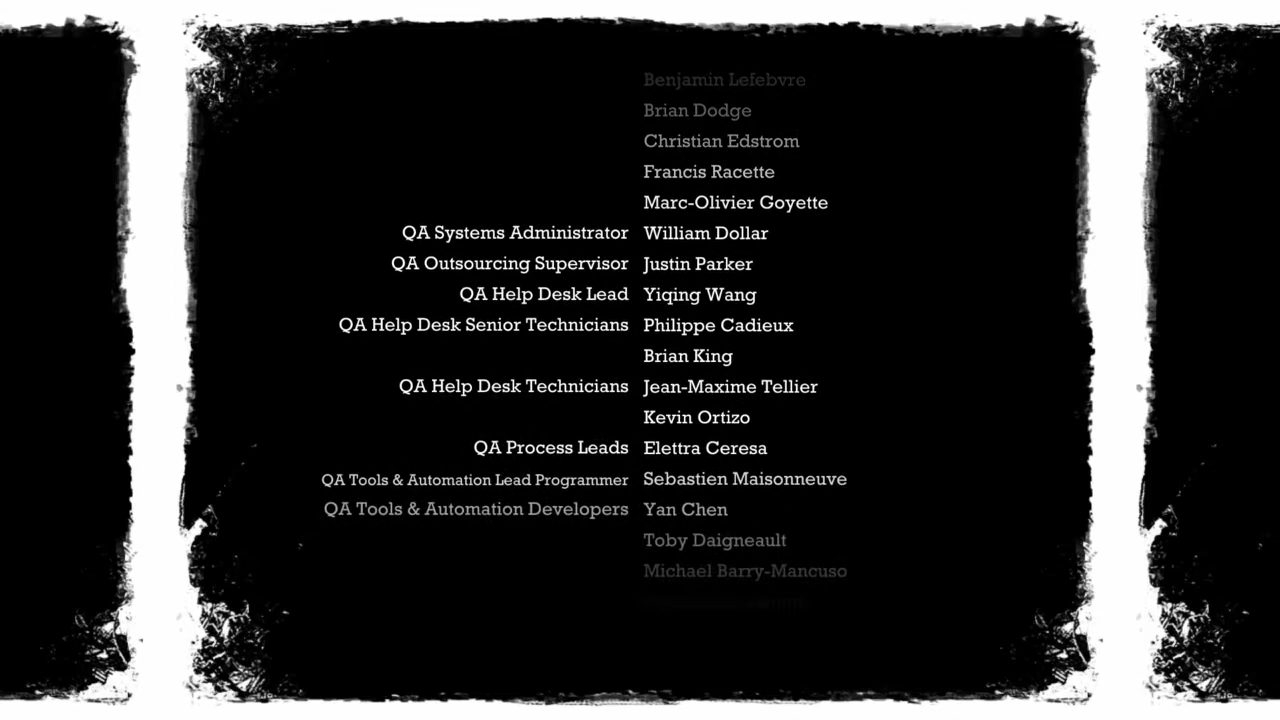 Benjamin Lefebvre
Brian Dodge
Christian Edstrom
Francis Racette
Marc-Olivier Goyette
QA Systems Administrator William Dollar
QA Outsourcing Supervisor Justin Parker
QA Help Desk Lead Yiqing Wang
QA Help Desk Senior Technicians Philippe Cadieux
Brian King
QA Help Desk Technicians Jean-Maxime Tellier
Kevin Ortizo
QA Process Leads Elettra Ceresa
QA Tools & Automation Lead Programmer Sebastien Maisonneuve
QA Tools & Automation Developers Yan Chen
Toby Daigneault
Michael Barry-Mancuso